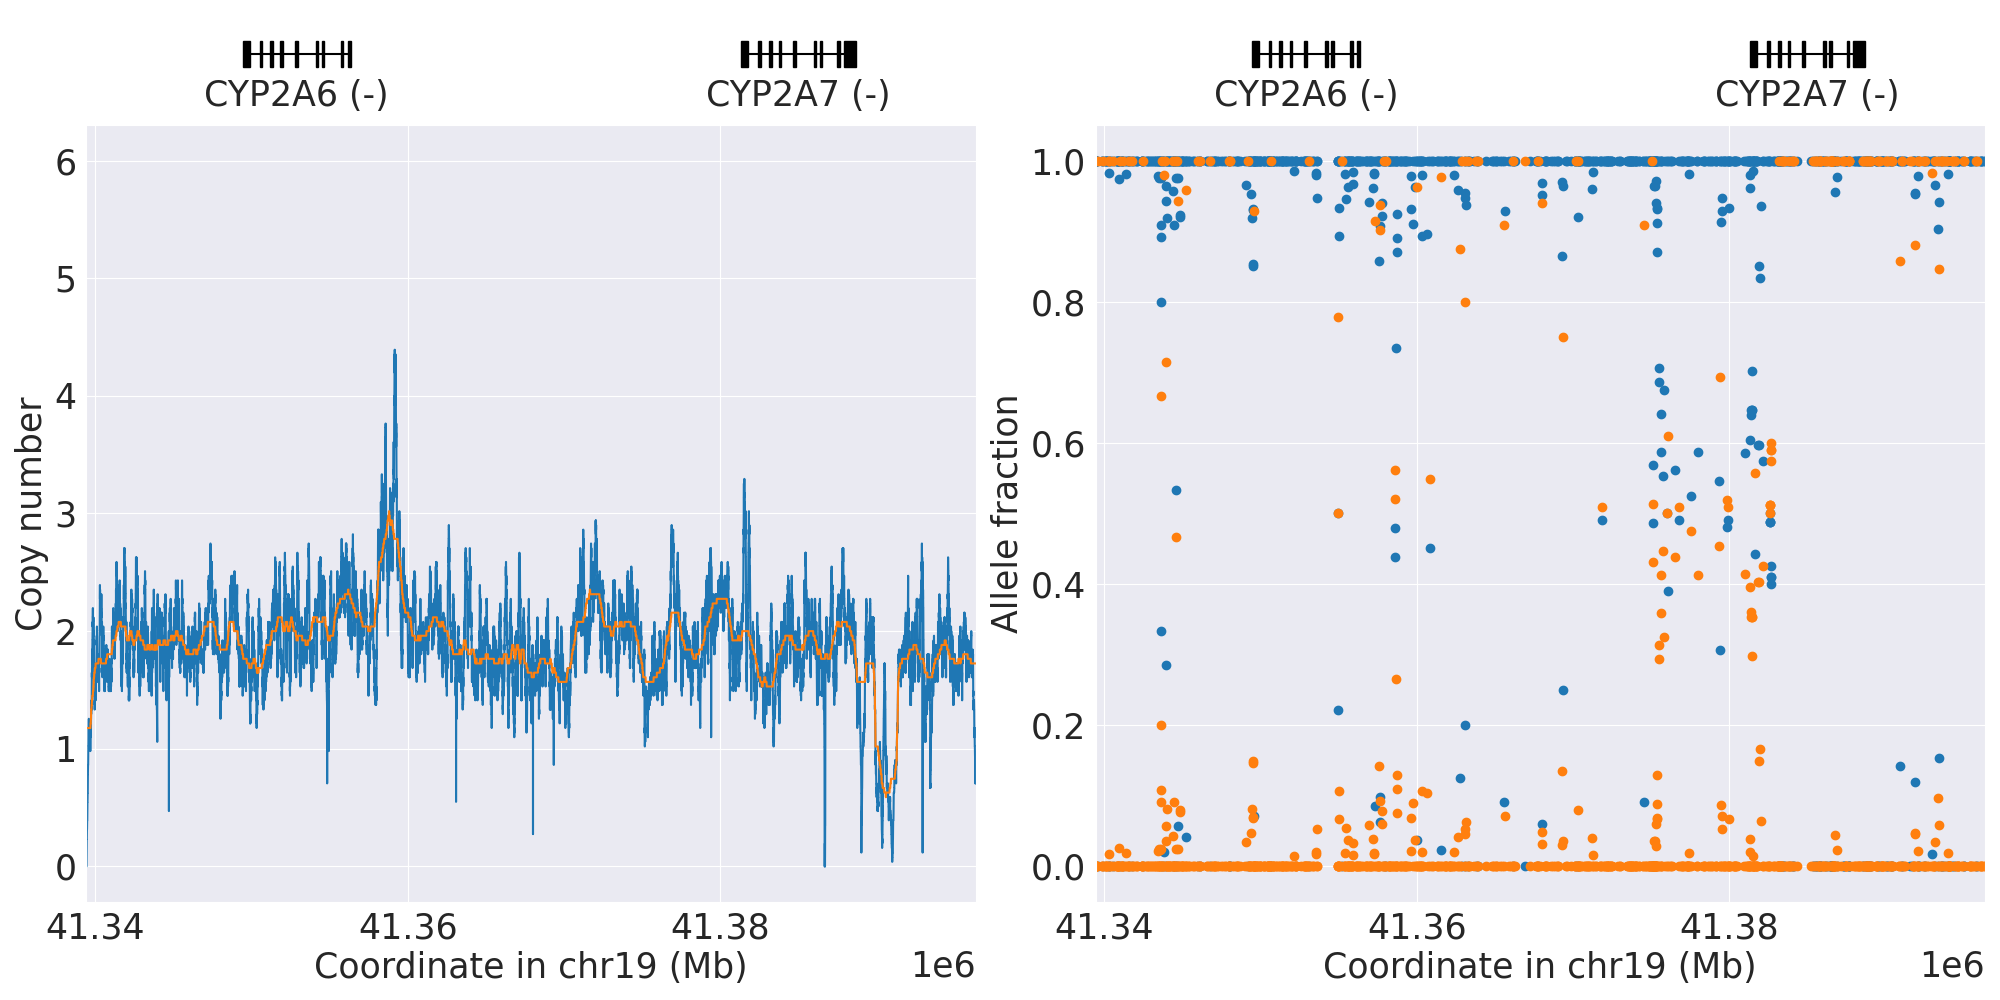 CYP2A6 (-)
CYP2A7 (-)
6
5
4
3
2
1
0
Copy number
41.34
41.36
41.38
Coordinate in chr19 (Mb)
1e6
CYP2A6 (-)
CYP2A7 (-)
1.0
0.8
0.6
0.4
0.2
0.0
Allele fraction
41.34
41.36
41.38
Coordinate in chr19 (Mb)
1e6